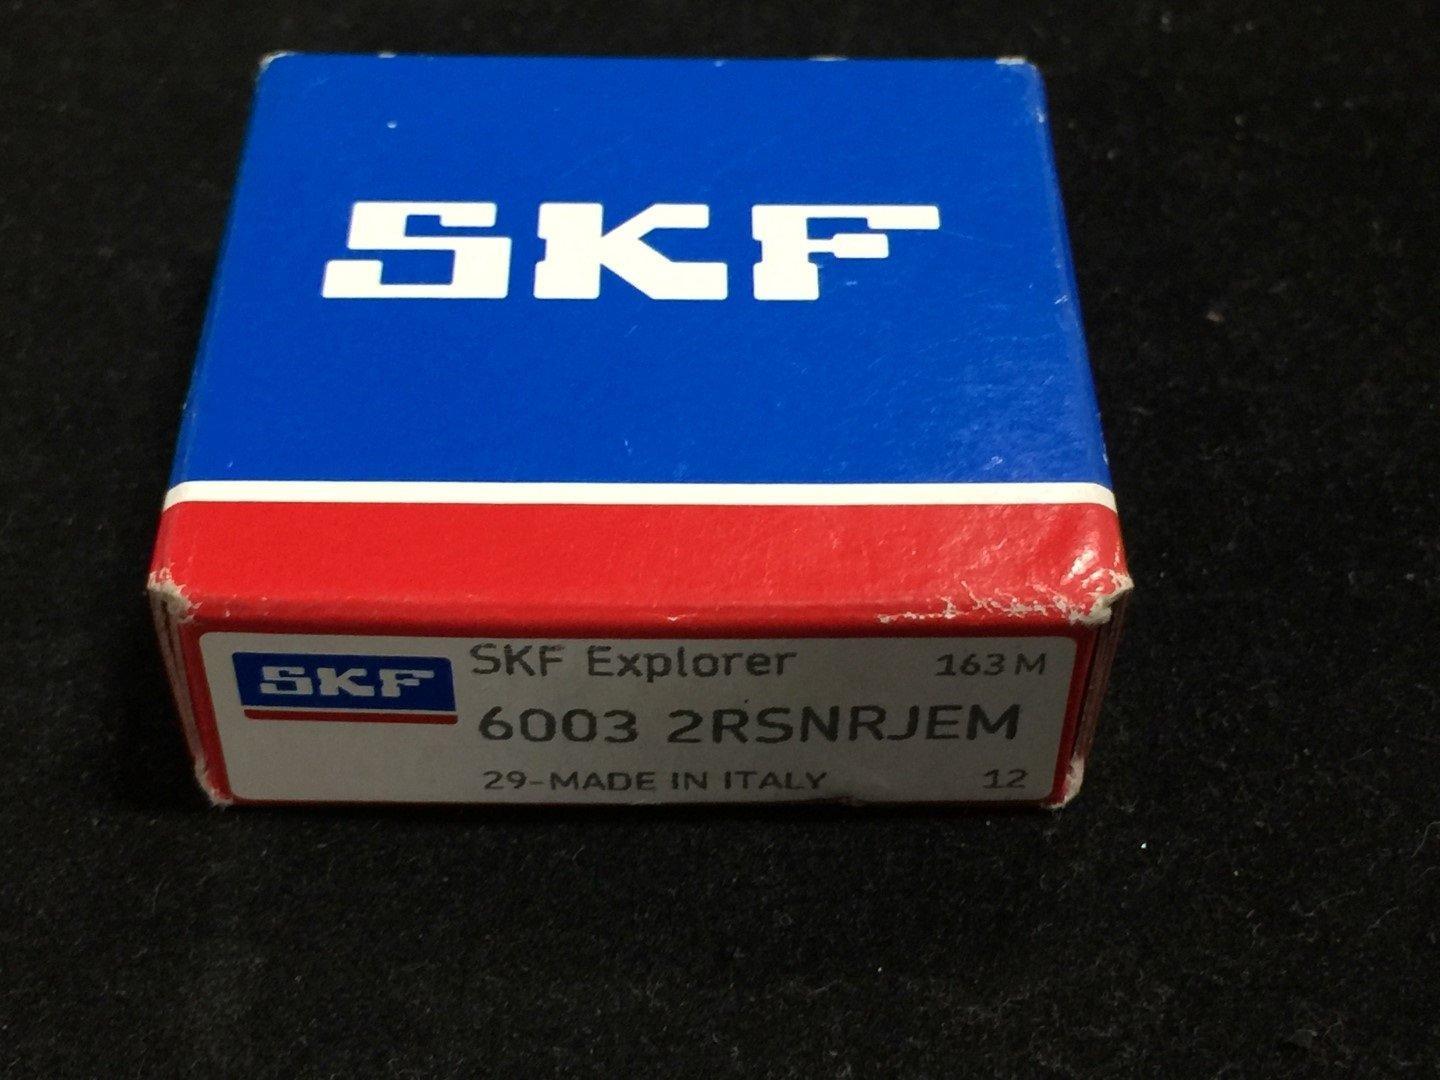 SKF
SKF
SKF Explorer 163 M
6003 2RSNRJEM
29-MADE IN ITALY 12